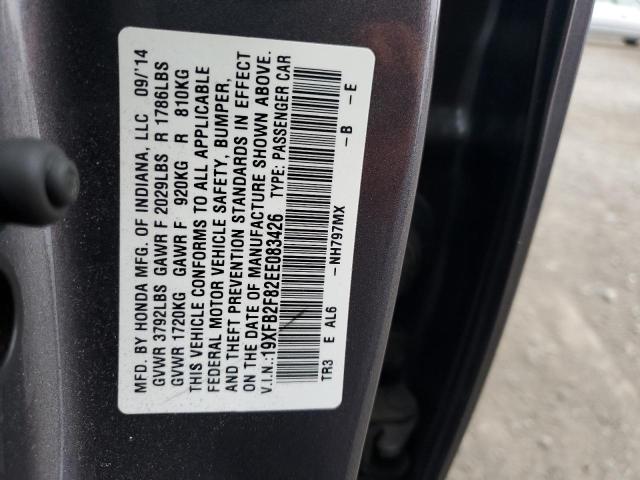 MFD. BY HONDA MFG. OF INDIANA, LLC 09/'14
GVWR 3792LBS GAWR F 2029LBS R 1786LBS
GVWR 1720KG GAWR F 920KG R 810KG
THIS VEHICLE CONFORMS TO ALL APPLICABLE
FEDERAL MOTOR VEHICLE SAFETY, BUMPER,
AND THEFT PREVENTION STANDARDS IN EFFECT
ON THE DATE OF MANUFACTURE SHOWN ABOVE.
V.I.N.:19XFB2F82EE083426 TYPE: PASSENGER CAR
TR3 E AL6 -NH797MX -B -E